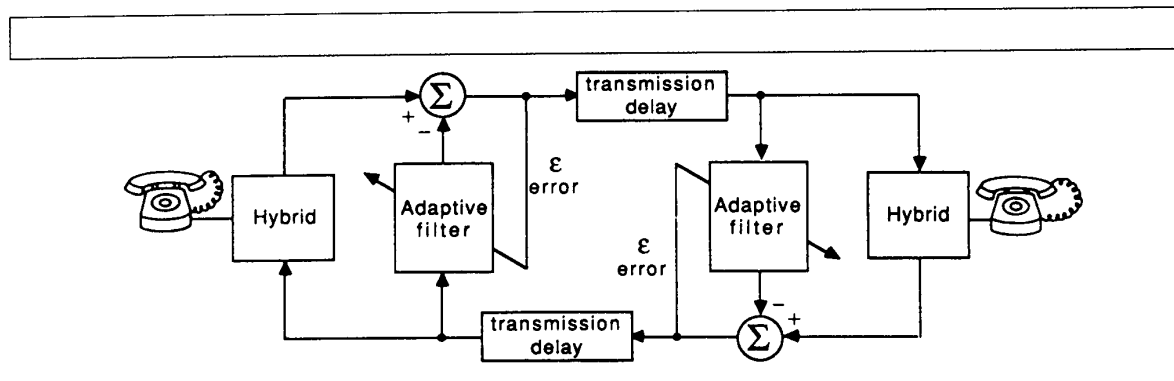 transmission
delay
Σ
+
−
ε
error
Hybrid
Adaptive
filter
Adaptive
filter
Hybrid
ε
error
transmission
delay
−
+
Σ